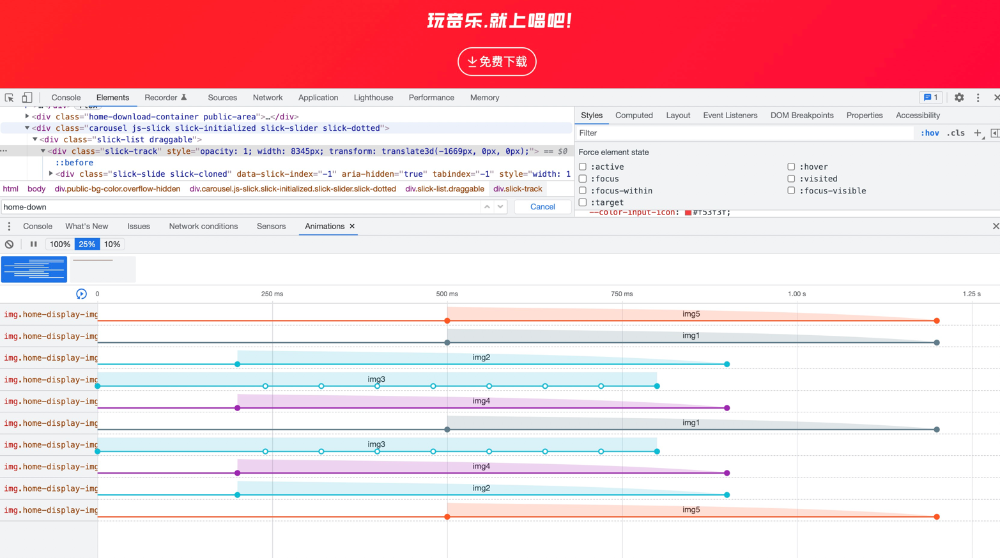 玩音乐.就上嗢吧!
免费下载
Console Elements Recorder Sources Network Application Lighthouse Performance Memory 1
<div class="home-download-container public-area">…</div>
<div class="carousel js-slick slick-initialized slick-slider slick-dotted">
<div class="slick-list draggable">
<div class="slick-track" style="opacity: 1; width: 8345px; transform: translate3d(-1669px, 0px, 0px);"> == $0
::before
<div class="slick-slide slick-cloned" data-slick-index="-1" aria-hidden="true" tabindex="-1" style="width: 1
html body div.public-bg-color.overflow-hidden div.carousel.js-slick.slick-initialized.slick-slider.slick-dotted div.slick-list.draggable div.slick-track
home-down Cancel
Styles Computed Layout Event Listeners DOM Breakpoints Properties Accessibility
Filter :hov .cls +
Force element state
:active :hover
:focus :visited
:focus-within :focus-visible
:target
--color-input-icon: #f53f3f;
Console What's New Issues Network conditions Sensors Animations
100% 25% 10%
0 250 ms 500 ms 750 ms 1.00 s 1.25 s
img.home-display-img img5
img.home-display-img img1
img.home-display-img img2
img.home-display-img img3
img.home-display-img img4
img.home-display-img img1
img.home-display-img img3
img.home-display-img img4
img.home-display-img img2
img.home-display-img img5